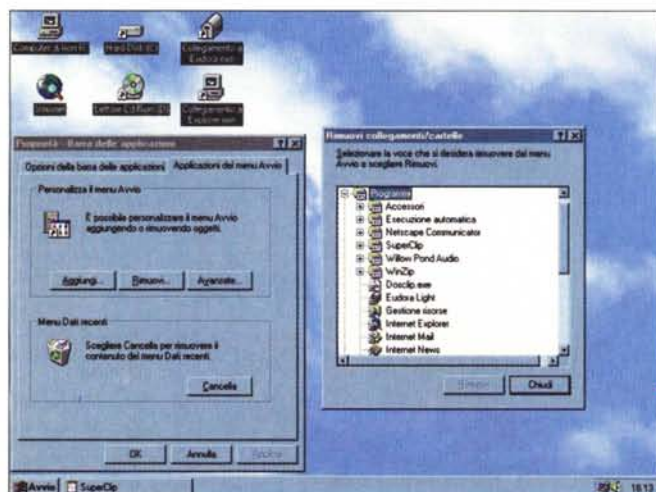 Computer di
Hard Disk (C)
Collegamento a
Eudora.exe
Internet
Lettore Cd Rom (D)
Collegamento a
Explorer.exe
Proprietà - Barra delle applicazioni
Opzioni della barra delle applicazioni
Applicazioni del menu Avvio
Personalizza il menu Avvio
È possibile personalizzare il menu Avvio
aggiungendo o rimuovendo oggetti.
Aggiungi...
Rimuovi...
Avanzate...
Menu Dati recenti
Scegliere Cancella per rimuovere il
contenuto del menu Dati recenti.
Cancella
OK
Annulla
Applica
Rimuovi collegamenti/cartelle
Selezionare la voce che si desidera rimuovere dal menu
Avvio e scegliere Rimuovi.
Programmi
Accessori
Esecuzione automatica
Netscape Communicator
SuperClip
Willow Pond Audio
WinZip
Dosclip.exe
Eudora Light
Gestione risorse
Internet Explorer
Internet Mail
Internet News
Rimuovi
Chiudi
Avvio
SuperClip
16.13